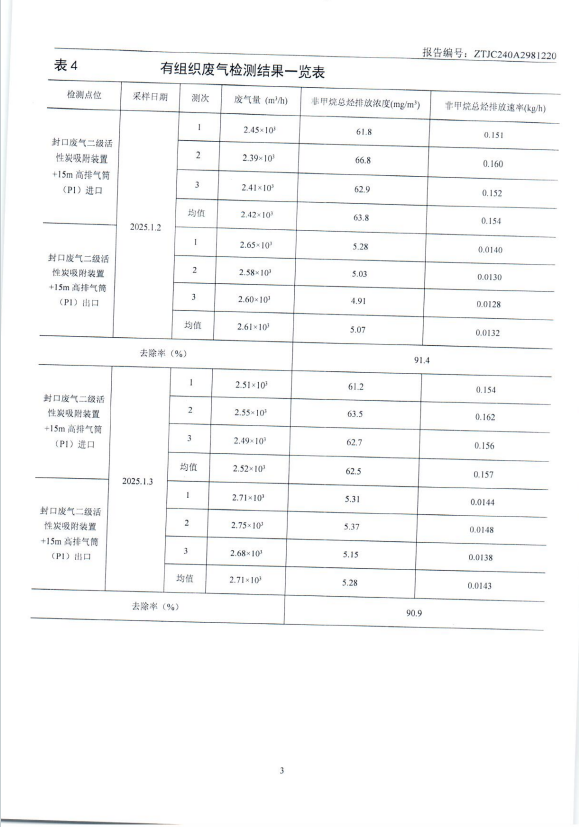 报告编号：ZTJC240A2981220
表 4 有组织废气检测结果一览表
检测点位 采样日期 测次 废气量 (m³/h) 非甲烷总烃排放浓度(mg/m³) 非甲烷总烃排放速率(kg/h)
封口废气二级活
性炭吸附装置
+15m 高排气筒
（P1）进口
2025.1.2
1 2.45×10³ 61.8 0.151
2 2.39×10³ 66.8 0.160
3 2.41×10³ 62.9 0.152
均值 2.42×10³ 63.8 0.154
封口废气二级活
性炭吸附装置
+15m 高排气筒
（P1）出口
1 2.65×10³ 5.28 0.0140
2 2.58×10³ 5.03 0.0130
3 2.60×10³ 4.91 0.0128
均值 2.61×10³ 5.07 0.0132
去除率（%） 91.4
封口废气二级活
性炭吸附装置
+15m 高排气筒
（P1）进口
2025.1.3
1 2.51×10³ 61.2 0.154
2 2.55×10³ 63.5 0.162
3 2.49×10³ 62.7 0.156
均值 2.52×10³ 62.5 0.157
封口废气二级活
性炭吸附装置
+15m 高排气筒
（P1）出口
1 2.71×10³ 5.31 0.0144
2 2.75×10³ 5.37 0.0148
3 2.68×10³ 5.15 0.0138
均值 2.71×10³ 5.28 0.0143
去除率（%） 90.9
3